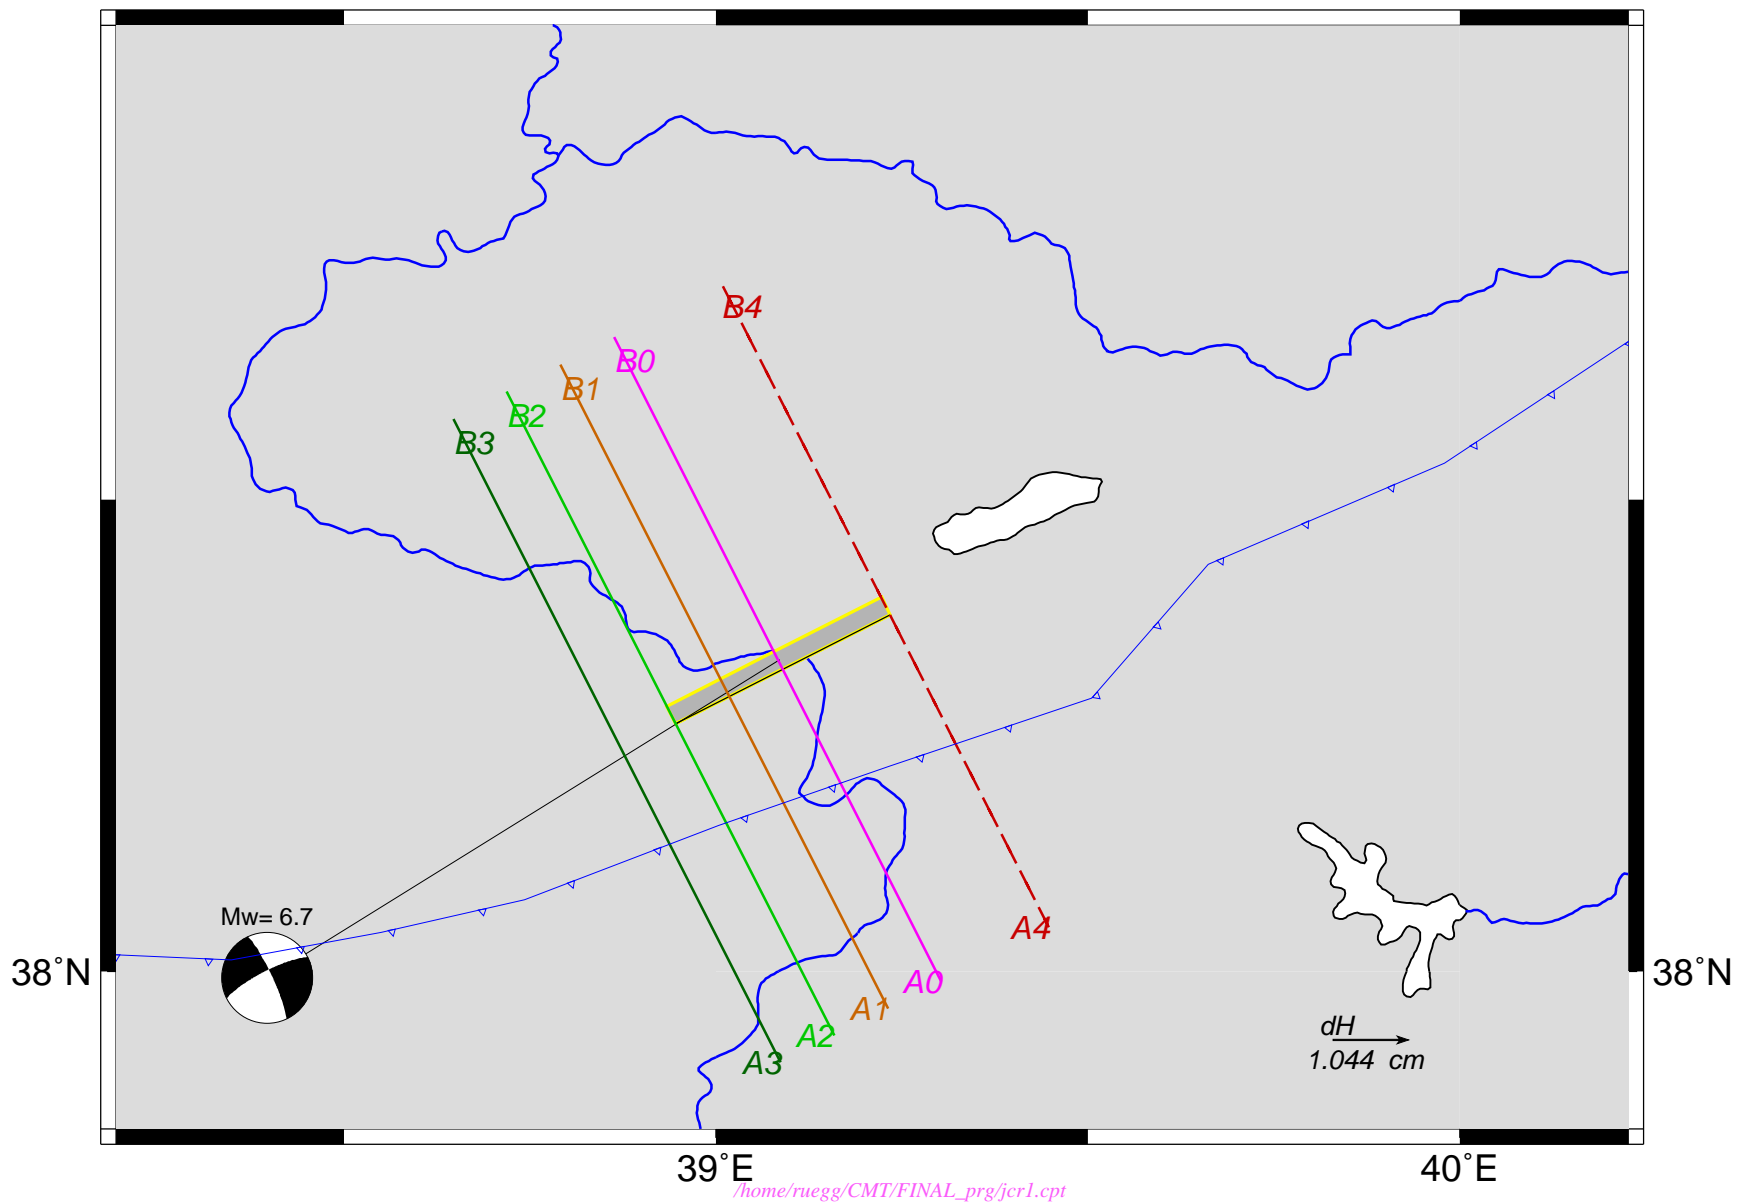 B4
B0
B1
B2
B3
Mw= 6.7
A4
38°N
38°N
A0
A1
A2
dH
A3
1.044 cm
39°E
40°E
/home/ruegg/CMT/FINAL_prg/jcr1.cpt